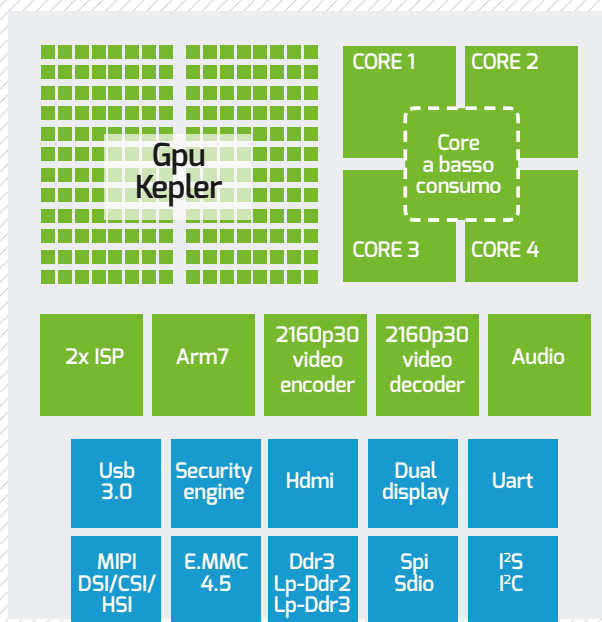 Gpu
Kepler
CORE 1
CORE 2
Core
a basso
consumo
CORE 3
CORE 4
2x ISP
Arm7
2160p30
video
encoder
2160p30
video
decoder
Audio
Usb
3.0
Security
engine
Hdmi
Dual
display
Uart
MIPI
DSI/CSI/
HSI
E.MMC
4.5
Ddr3
Lp-Ddr2
Lp-Ddr3
Spi
Sdio
I²S
I²C